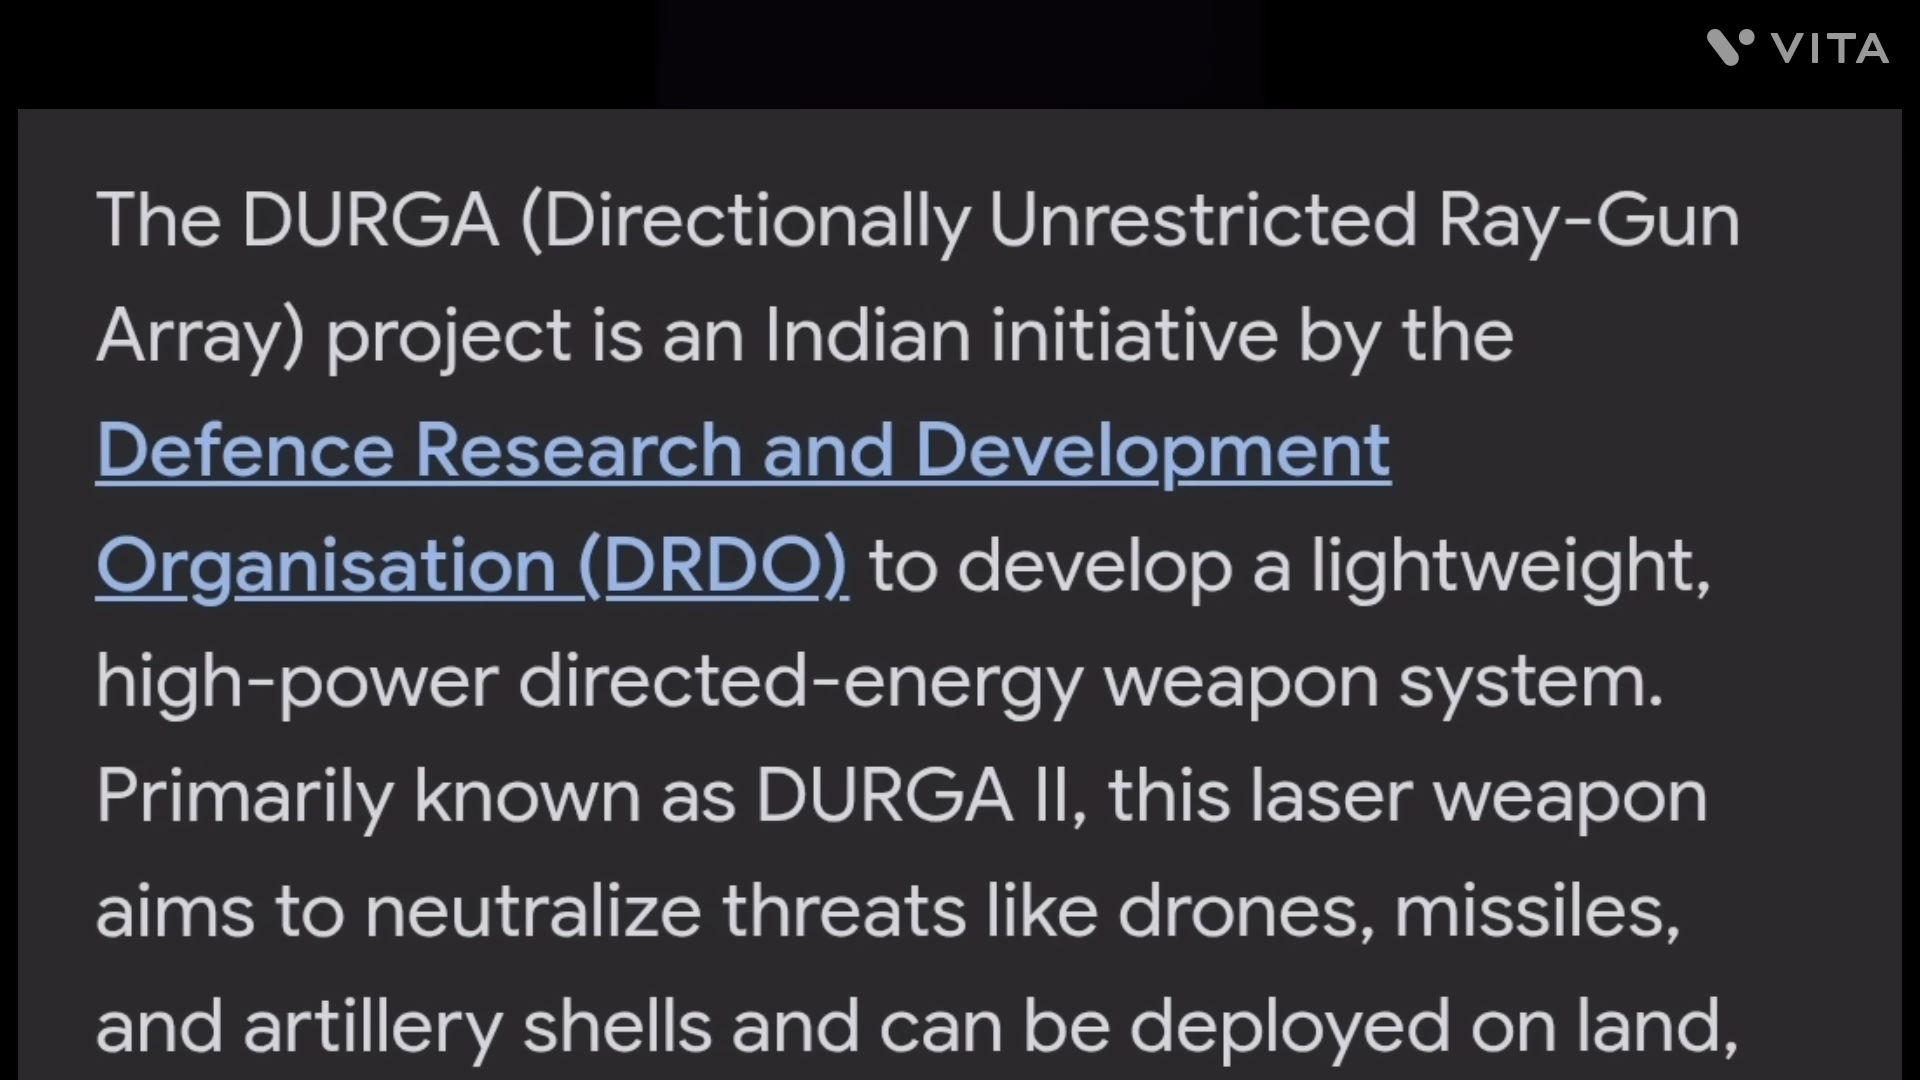 VITA
The DURGA (Directionally Unrestricted Ray-Gun
Array) project is an Indian initiative by the
Defence Research and Development
Organisation (DRDO) to develop a lightweight,
high-power directed-energy weapon system.
Primarily known as DURGA II, this laser weapon
aims to neutralize threats like drones, missiles,
and artillery shells and can be deployed on land,